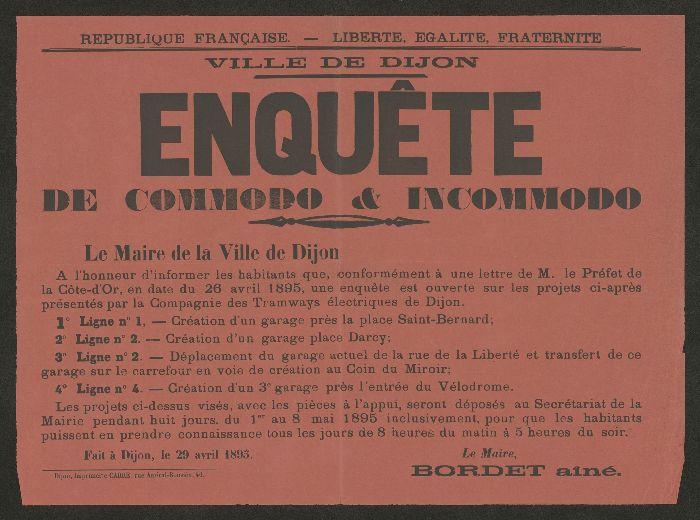 REPUBLIQUE FRANÇAISE. — LIBERTE, EGALITE, FRATERNITE
VILLE DE DIJON
ENQUÊTE
DE COMMODO & INCOMMODO
Le Maire de la Ville de Dijon
A l'honneur d'informer les habitants que, conformément à une lettre de M. le Préfet de
la Côte-d'Or, en date du 26 avril 1895, une enquête est ouverte sur les projets ci-après
présentés par la Compagnie des Tramways électriques de Dijon.
1° Ligne n° 1, — Création d'un garage près la place Saint-Bernard;
2° Ligne n° 2. — Création d'un garage place Darcy;
3° Ligne n° 2. — Déplacement du garage actuel de la rue de la Liberté et transfert de ce
garage sur le carrefour en voie de création au Coin du Miroir;
4° Ligne n° 4. — Création d'un 3e garage près l'entrée du Vélodrome.
Les projets ci-dessus visés, avec les pièces à l'appui, seront déposés au Secrétariat de la
Mairie pendant huit jours, du 1er au 8 mai 1895 inclusivement, pour que les habitants
puissent en prendre connaissance tous les jours de 8 heures du matin à 5 heures du soir.
Fait à Dijon, le 29 avril 1895.
Le Maire,
BORDET aîné.
Dijon, Imprimerie CARRE, rue Amiral-Roussin, 40.